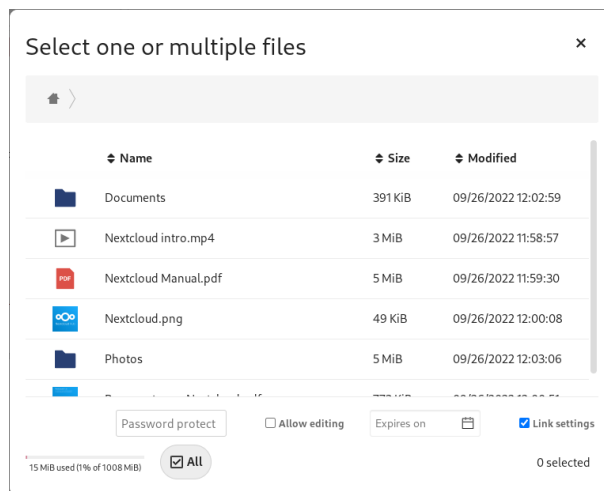 Select one or multiple files
Name Size Modified
Documents 391 KiB 09/26/2022 12:02:59
Nextcloud intro.mp4 3 MiB 09/26/2022 11:58:57
PDF Nextcloud Manual.pdf 5 MiB 09/26/2022 11:59:30
Nextcloud.png 49 KiB 09/26/2022 12:00:08
Photos 5 MiB 09/26/2022 12:03:06
Password protect Allow editing Expires on Link settings
15 MiB used (1% of 1008 MiB) All 0 selected